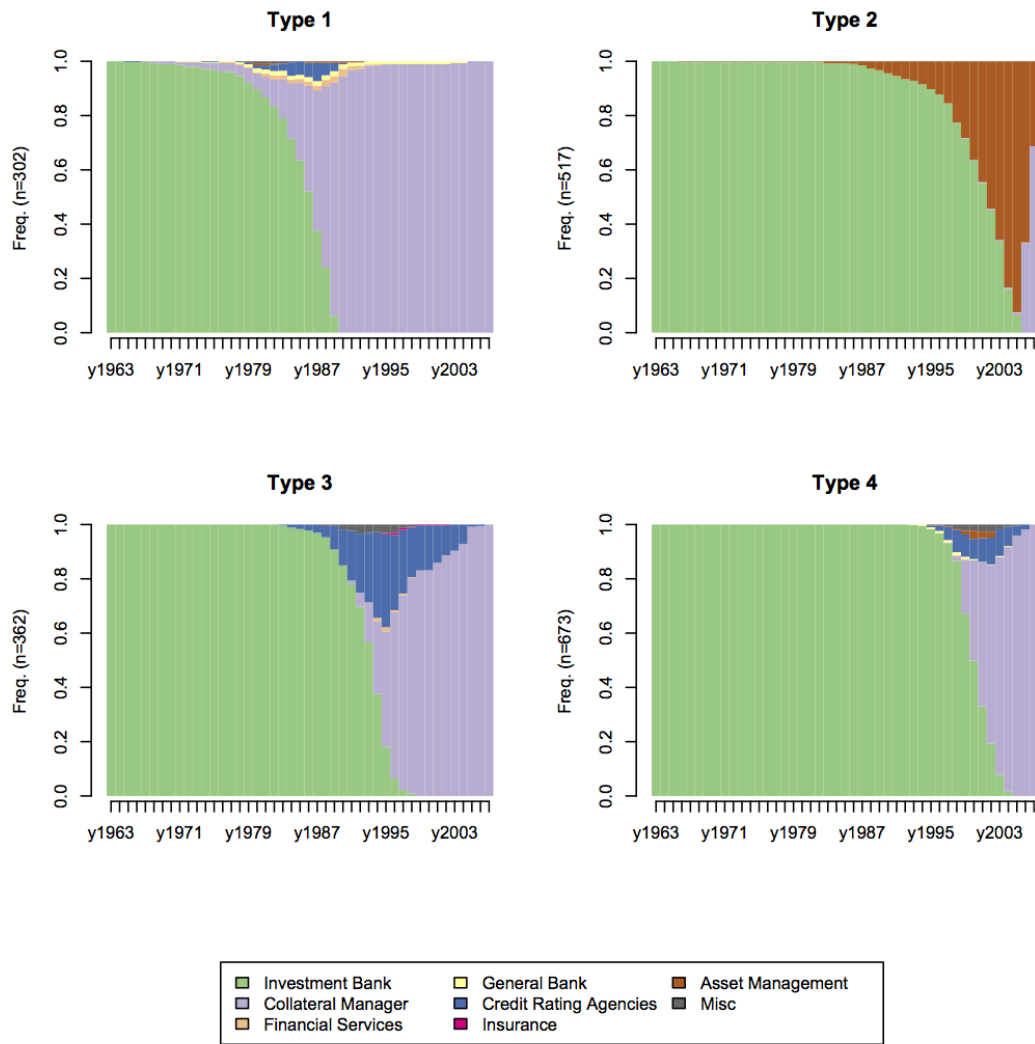 Type 1
Freq. (n=302)
0.0 0.2 0.4 0.6 0.8 1.0
y1963 y1971 y1979 y1987 y1995 y2003
Type 2
Freq. (n=517)
0.0 0.2 0.4 0.6 0.8 1.0
y1963 y1971 y1979 y1987 y1995 y2003
Type 3
Freq. (n=362)
0.0 0.2 0.4 0.6 0.8 1.0
y1963 y1971 y1979 y1987 y1995 y2003
Type 4
Freq. (n=673)
0.0 0.2 0.4 0.6 0.8 1.0
y1963 y1971 y1979 y1987 y1995 y2003
Investment Bank General Bank Asset Management
Collateral Manager Credit Rating Agencies Misc
Financial Services Insurance